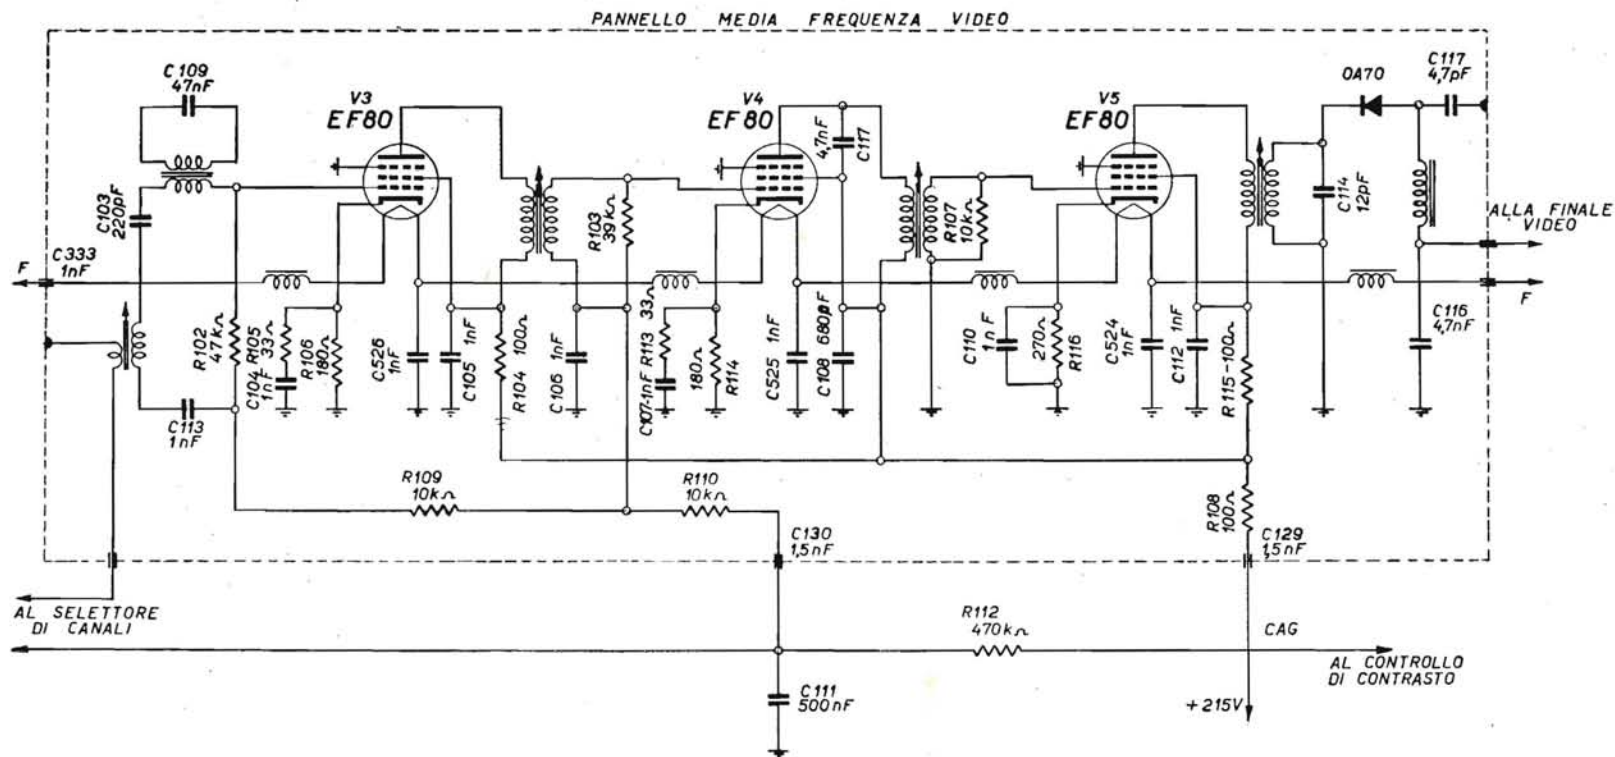 PANNELLO MEDIA FREQUENZA VIDEO
C109
47nF
V3
EF80
V4
EF80
4,7nF
C117
V5
EF80
OA70
C117
4,7pF
C103
220pF
R103
39kΩ
R107
10kΩ
C114
12pF
ALLA FINALE
VIDEO
F
C333
1nF
F
R102
47kΩ
R105
33Ω
C104
1nF
R106
180Ω
C526
1nF
C105
1nF
R104
100Ω
C106
1nF
R113
33Ω
C107-1nF
180Ω
R114
C525
1nF
C108
680pF
C110
1nF
270Ω
R116
C524
1nF
C112
1nF
R115-100Ω
C116
4,7nF
C113
1nF
R109
10kΩ
R110
10kΩ
R108
100Ω
C130
1,5nF
C129
1,5nF
AL SELETTORE
DI CANALI
R112
470kΩ
CAG
AL CONTROLLO
DI CONTRASTO
C111
500nF
+215V